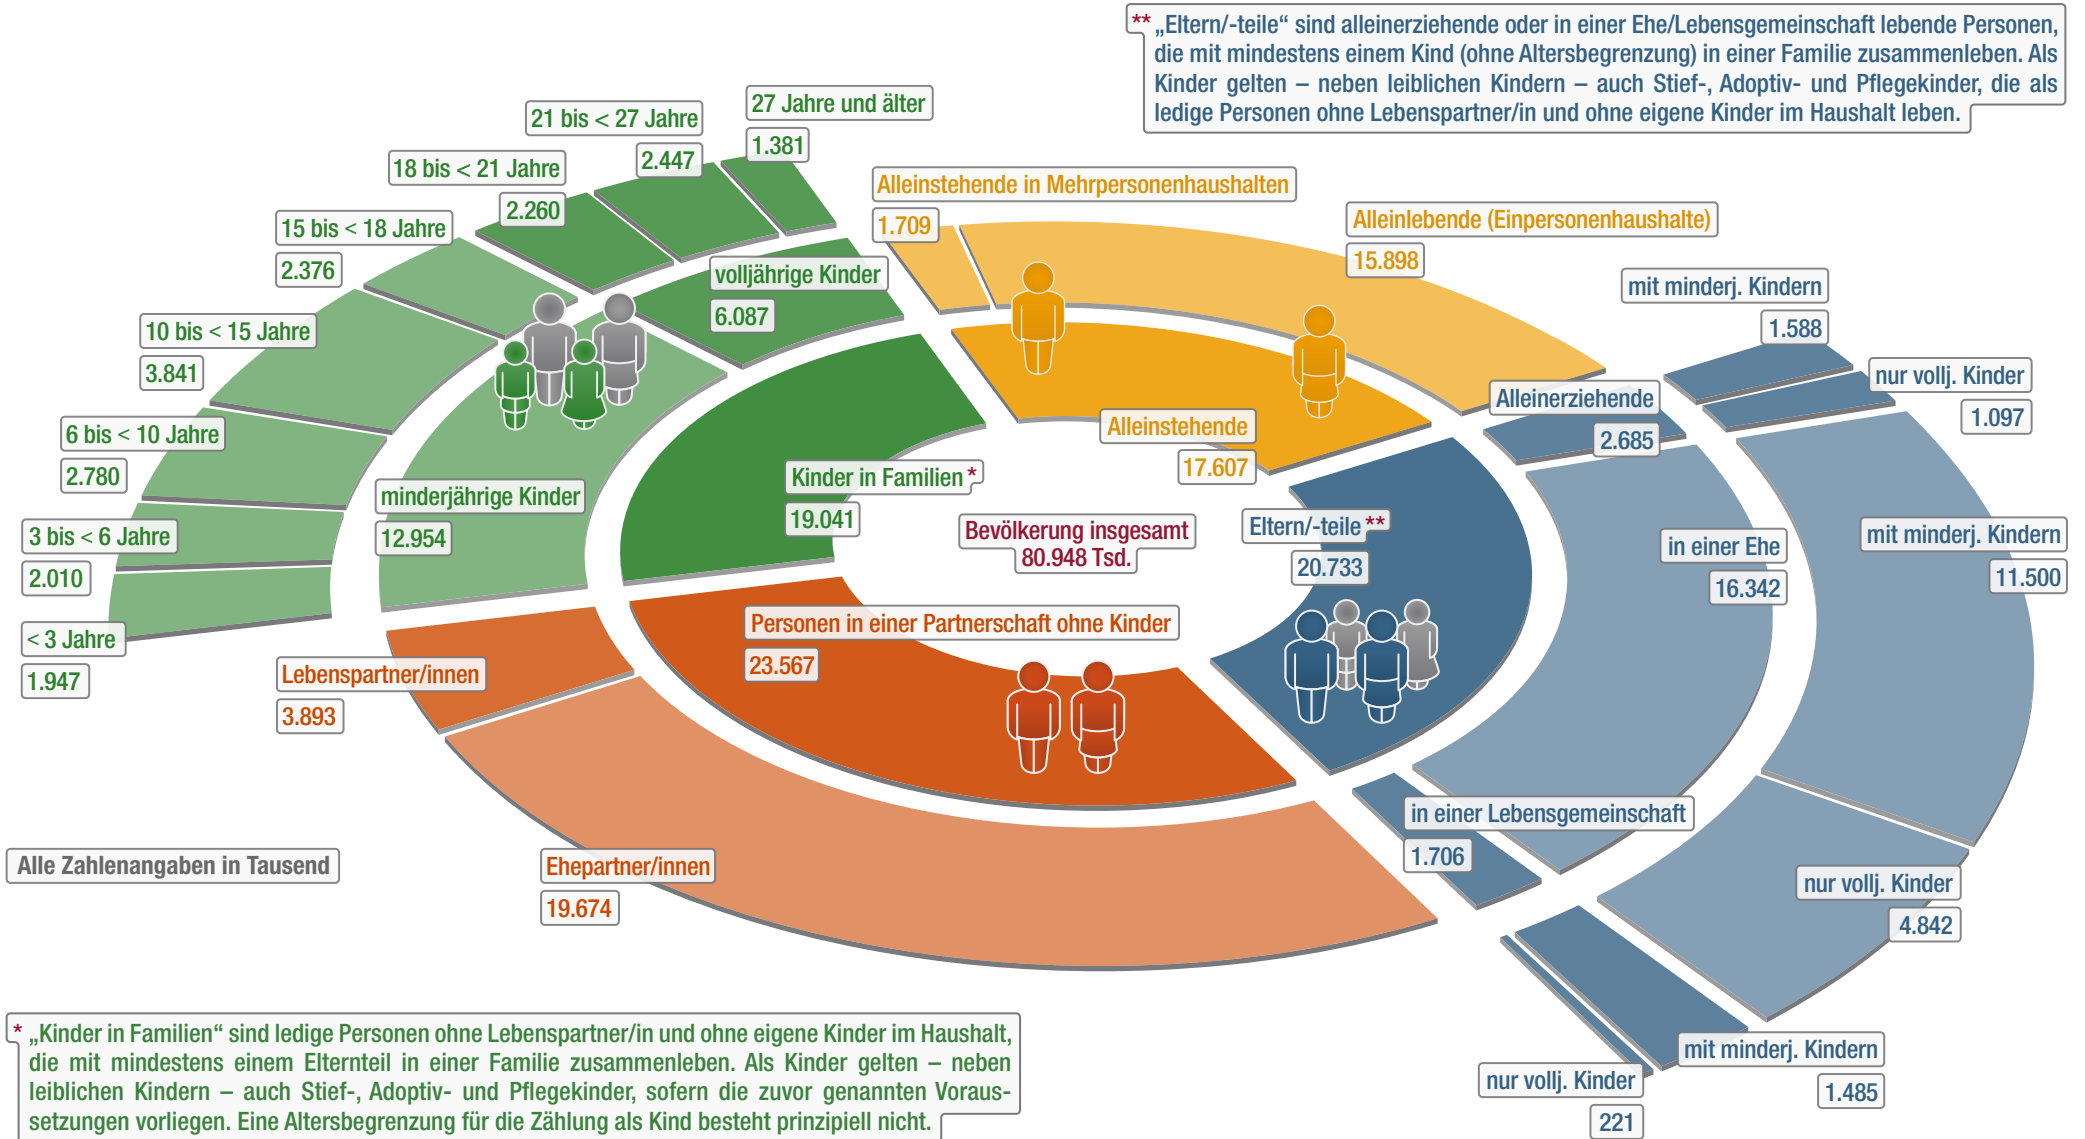 ** „Eltern/-teile“ sind alleinerziehende oder in einer Ehe/Lebensgemeinschaft lebende Personen,
die mit mindestens einem Kind (ohne Altersbegrenzung) in einer Familie zusammenleben. Als
Kinder gelten – neben leiblichen Kindern – auch Stief-, Adoptiv- und Pflegekinder, die als
ledige Personen ohne Lebenspartner/in und ohne eigene Kinder im Haushalt leben.
27 Jahre und älter
1.381
21 bis < 27 Jahre
2.447
18 bis < 21 Jahre
2.260
15 bis < 18 Jahre
2.376
10 bis < 15 Jahre
3.841
6 bis < 10 Jahre
2.780
3 bis < 6 Jahre
2.010
< 3 Jahre
1.947
volljährige Kinder
6.087
minderjährige Kinder
12.954
Kinder in Familien *
19.041
Alleinstehende in Mehrpersonenhaushalten
1.709
Alleinlebende (Einpersonenhaushalte)
15.898
Alleinstehende
17.607
Bevölkerung insgesamt
80.948 Tsd.
Eltern/-teile **
20.733
Alleinerziehende
2.685
mit minderj. Kindern
1.588
nur vollj. Kinder
1.097
in einer Ehe
16.342
mit minderj. Kindern
11.500
nur vollj. Kinder
4.842
in einer Lebensgemeinschaft
1.706
mit minderj. Kindern
1.485
nur vollj. Kinder
221
Personen in einer Partnerschaft ohne Kinder
23.567
Lebenspartner/innen
3.893
Ehepartner/innen
19.674
Alle Zahlenangaben in Tausend
* „Kinder in Familien“ sind ledige Personen ohne Lebenspartner/in und ohne eigene Kinder im Haushalt,
die mit mindestens einem Elternteil in einer Familie zusammenleben. Als Kinder gelten – neben
leiblichen Kindern – auch Stief-, Adoptiv- und Pflegekinder, sofern die zuvor genannten Voraus-
setzungen vorliegen. Eine Altersbegrenzung für die Zählung als Kind besteht prinzipiell nicht.